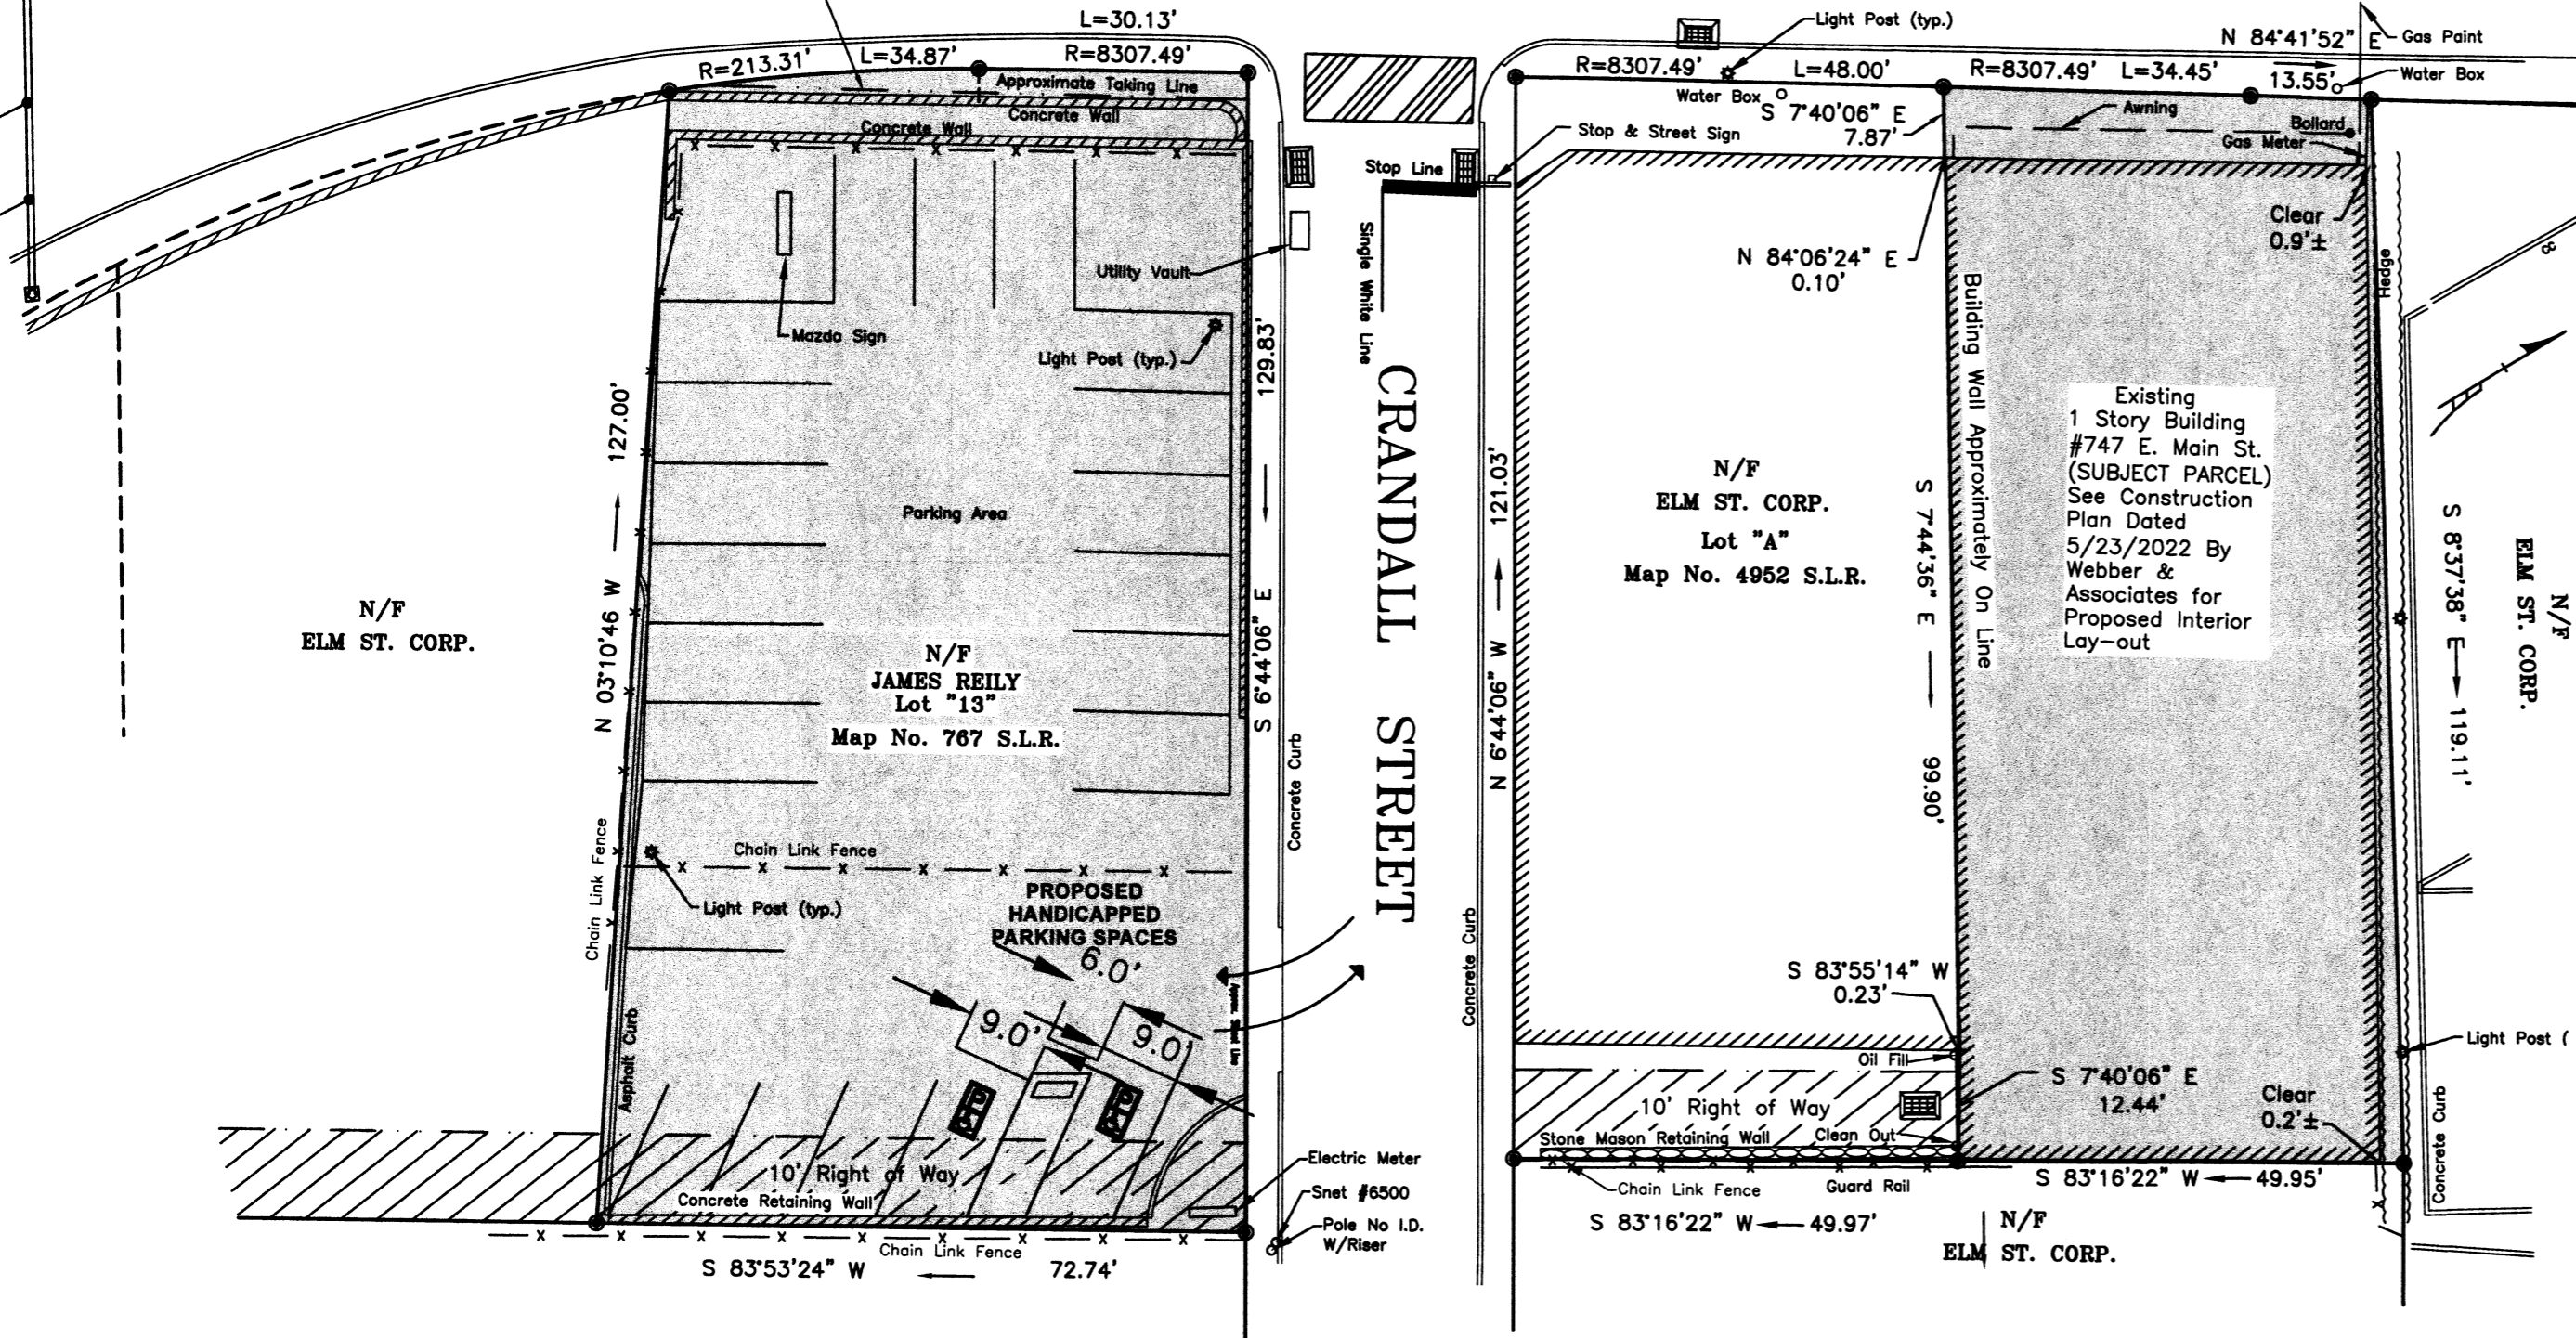 L=30.13'
R=213.31'
L=34.87'
R=8307.49'
Approximate Taking Line
Concrete Wall
Concrete Wall
Light Post (typ.)
R=8307.49'
L=48.00'
R=8307.49'
L=34.45'
N 84°41'52" E
13.55'
Gas Paint
Water Box
Water Box
S 7°40'06" E
7.87'
Awning
Bollard
Gas Meter
Stop & Street Sign
Stop Line
Single White Line
Clear
0.9'±
Hedge
8
Utility Vault
Mazda Sign
Light Post (typ.)
N 84°06'24" E
0.10'
Building Wall Approximately On Line
127.00'
N 03°10'46" W
129.83'
S 6°44'06" E
CRANDALL STREET
121.03'
N 6°44'06" W
Existing
1 Story Building
#747 E. Main St.
(SUBJECT PARCEL)
See Construction
Plan Dated
5/23/2022 By
Webber &
Associates for
Proposed Interior
Lay-out
N/F
ELM ST. CORP.
Lot "A"
Map No. 4952 S.L.R.
S 7°44'36" E
99.90'
S 8°37'38" E
119.11'
N/F
ELM ST. CORP.
Parking Area
N/F
ELM ST. CORP.
N/F
JAMES REILY
Lot "13"
Map No. 767 S.L.R.
Concrete Curb
Chain Link Fence
Chain Link Fence
Light Post (typ.)
PROPOSED
HANDICAPPED
PARKING SPACES
6.0'
9.0'
9.0'
Approx. Street Line
Asphalt Curb
Concrete Curb
S 83°55'14" W
0.23'
Oil Fill
10' Right of Way
Stone Mason Retaining Wall
Clean Out
S 7°40'06" E
12.44'
Clear
0.2'±
Light Post (
Concrete Curb
10' Right of Way
Concrete Retaining Wall
Electric Meter
Snet #6500
Pole No I.D.
W/Riser
Chain Link Fence
S 83°53'24" W
72.74'
Chain Link Fence
Guard Rail
S 83°16'22" W
49.97'
S 83°16'22" W
49.95'
N/F
ELM ST. CORP.